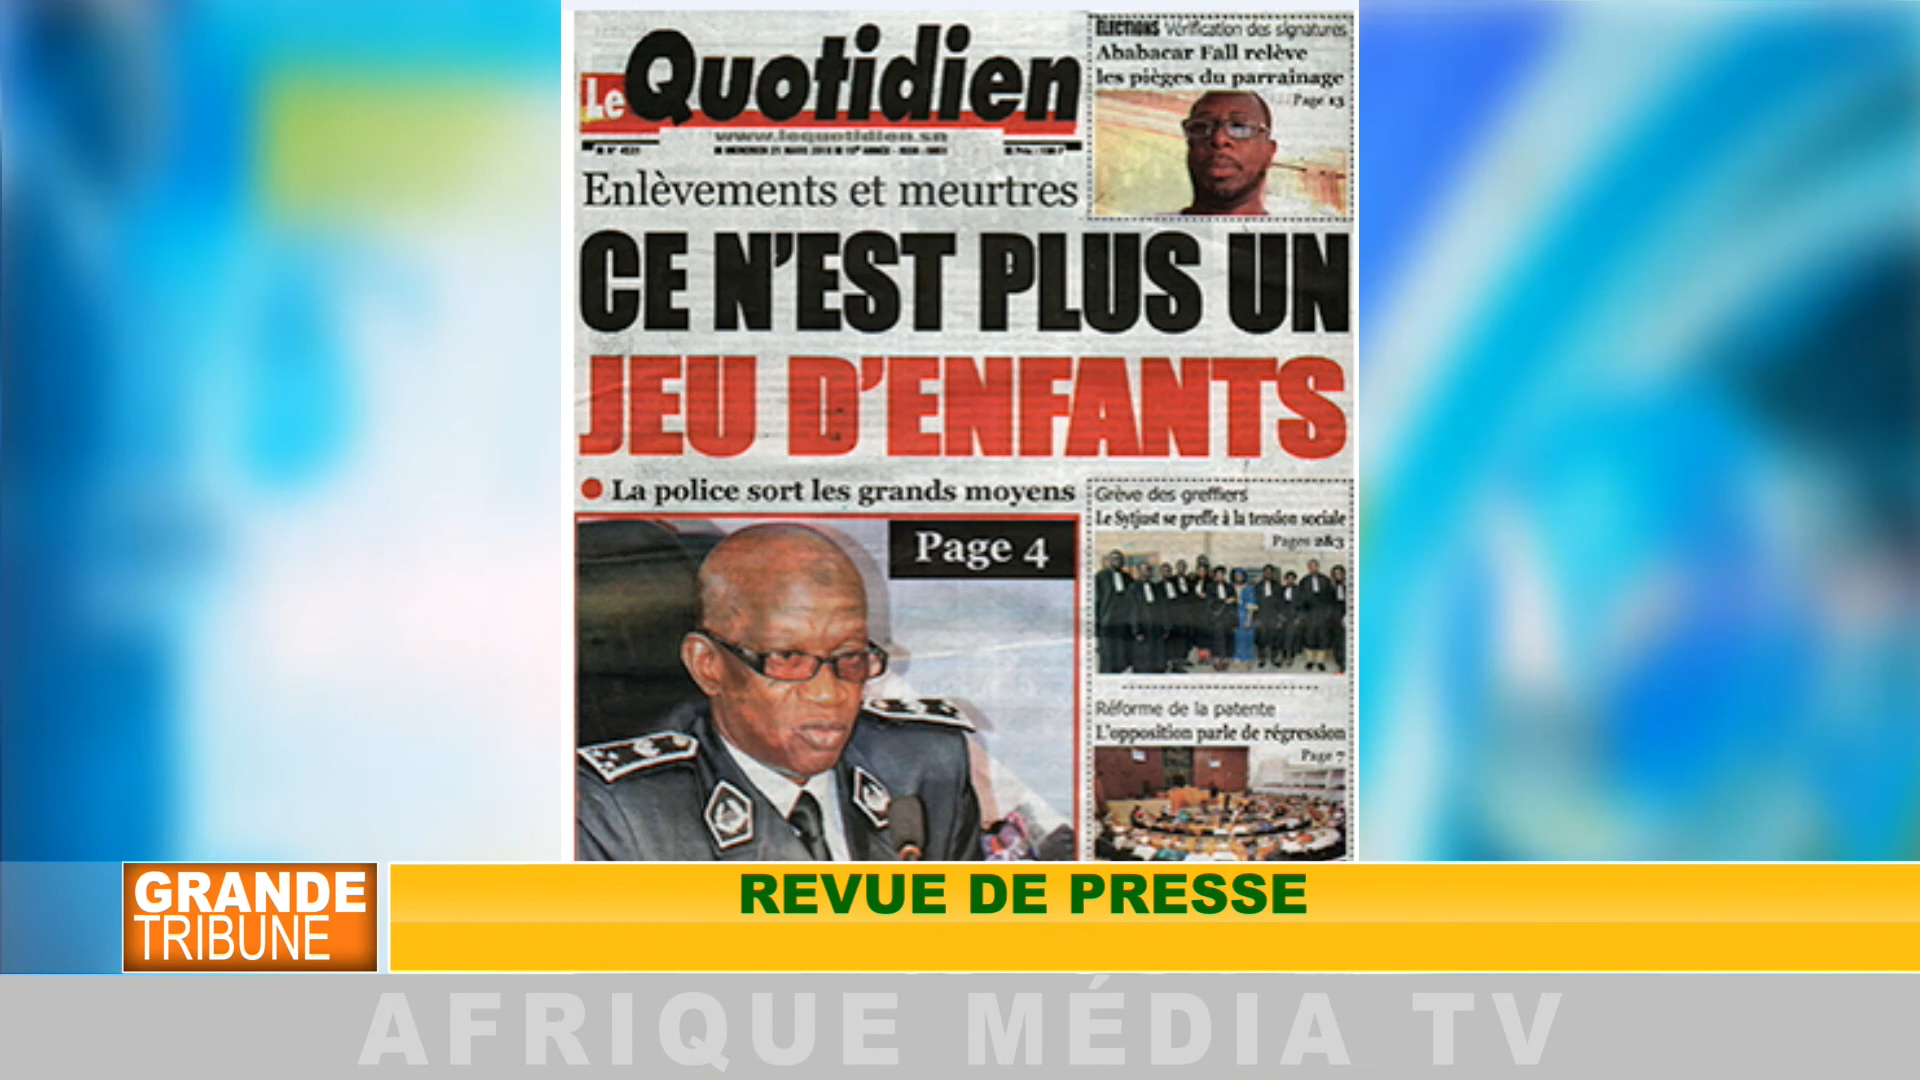 Le Quotidien
www.lequotidien.sn
Enlèvements et meurtres
CE N'EST PLUS UN
JEU D'ENFANTS
La police sort les grands moyens
Page 4
ELECTIONS Vérification des signatures
Ababacar Fall relève
les pièges du parrainage
Page 13
Grève des greffiers
Le Sytjust se greffe à la tension sociale
Pages 2&3
Réforme de la patente
L'opposition parle de régression
Page 7
GRANDE
TRIBUNE
REVUE DE PRESSE
AFRIQUE MÉDIA TV